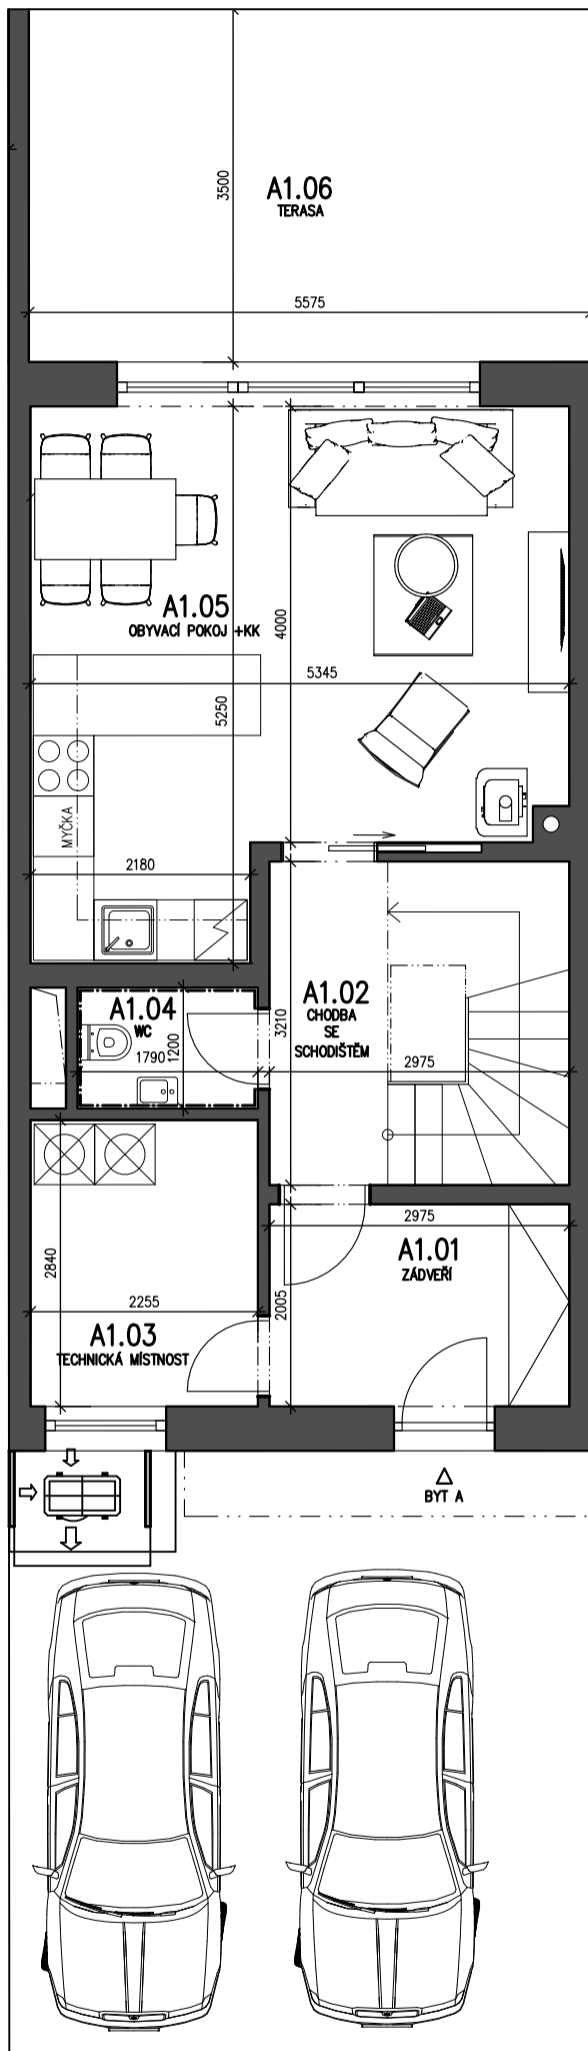 3500
A1.06
TERASA
5575
A1.05
OBYVACÍ POKOJ +KK
4000
5345
5250
MYČKA
2180
A1.04
WC
1790
1200
A1.02
CHODBA
SE
SCHODIŠTĚM
3210
2975
2975
A1.01
ZÁDVEŘÍ
2005
2840
2255
A1.03
TECHNICKÁ MÍSTNOST
BYT A